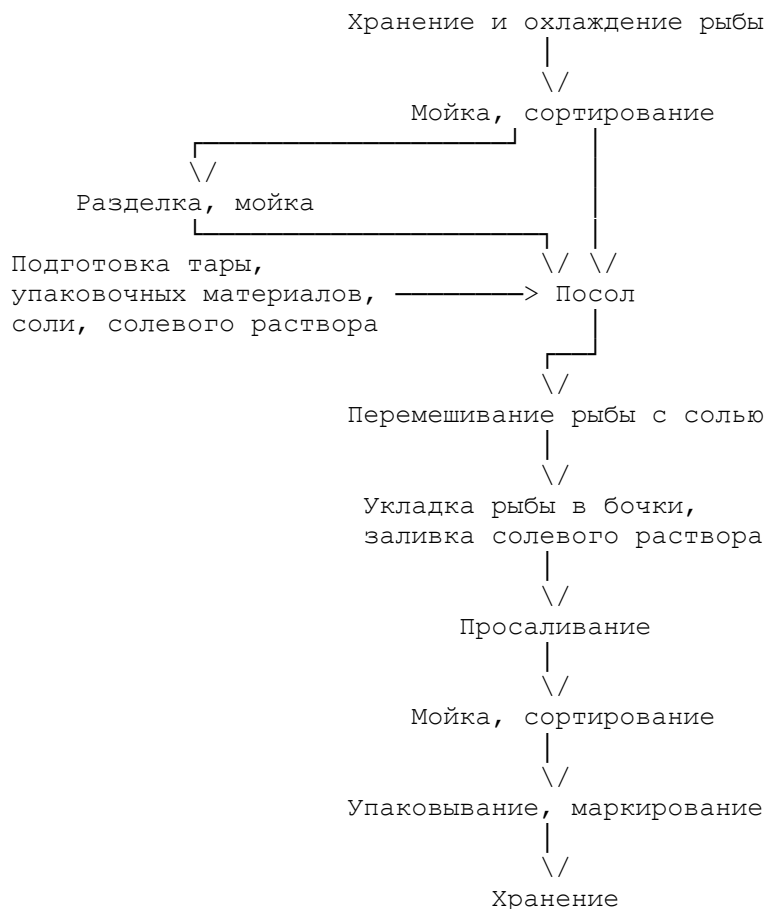 Хранение и охлаждение рыбы
Мойка, сортирование
Разделка, мойка
Подготовка тары,
упаковочных материалов,
соли, солевого раствора
Посол
Перемешивание рыбы с солью
Укладка рыбы в бочки,
заливка солевого раствора
Просаливание
Мойка, сортирование
Упаковывание, маркирование
Хранение